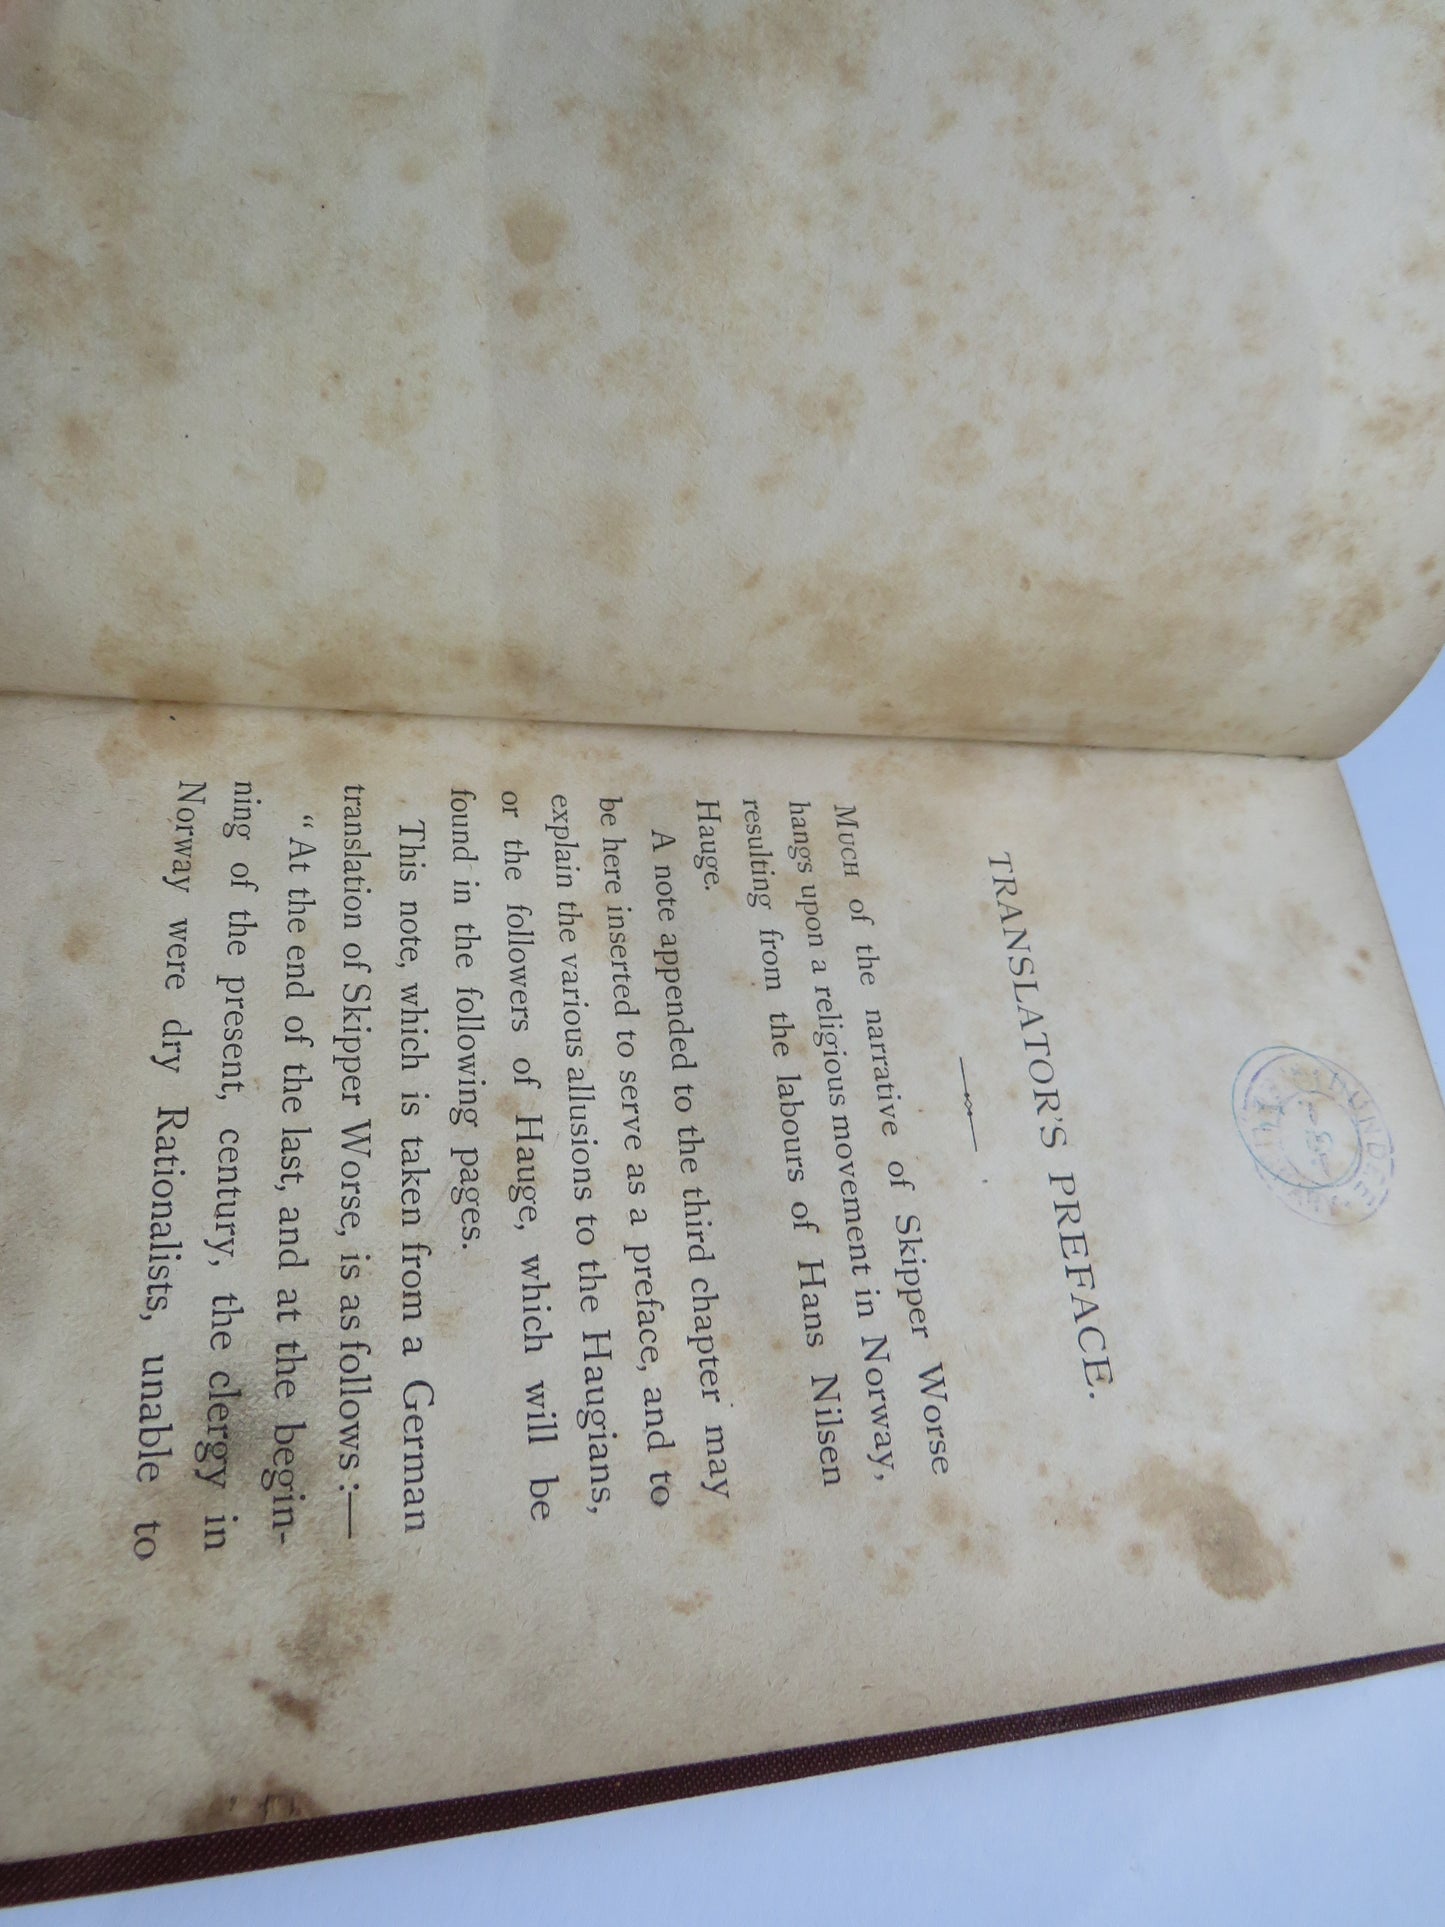 TRANSLATOR'S PREFACE.
MUCH of the narrative of Skipper Worse
hangs upon a religious movement in Norway,
resulting from the labours of Hans Nilsen
Hauge.
A note appended to the third chapter may
be here inserted to serve as a preface, and to
explain the various allusions to the Haugians,
or the followers of Hauge, which will be
found in the following pages.
This note, which is taken from a German
translation of Skipper Worse, is as follows :—
"At the end of the last, and at the begin-
ning of the present, century, the clergy in
Norway were dry Rationalists, unable to